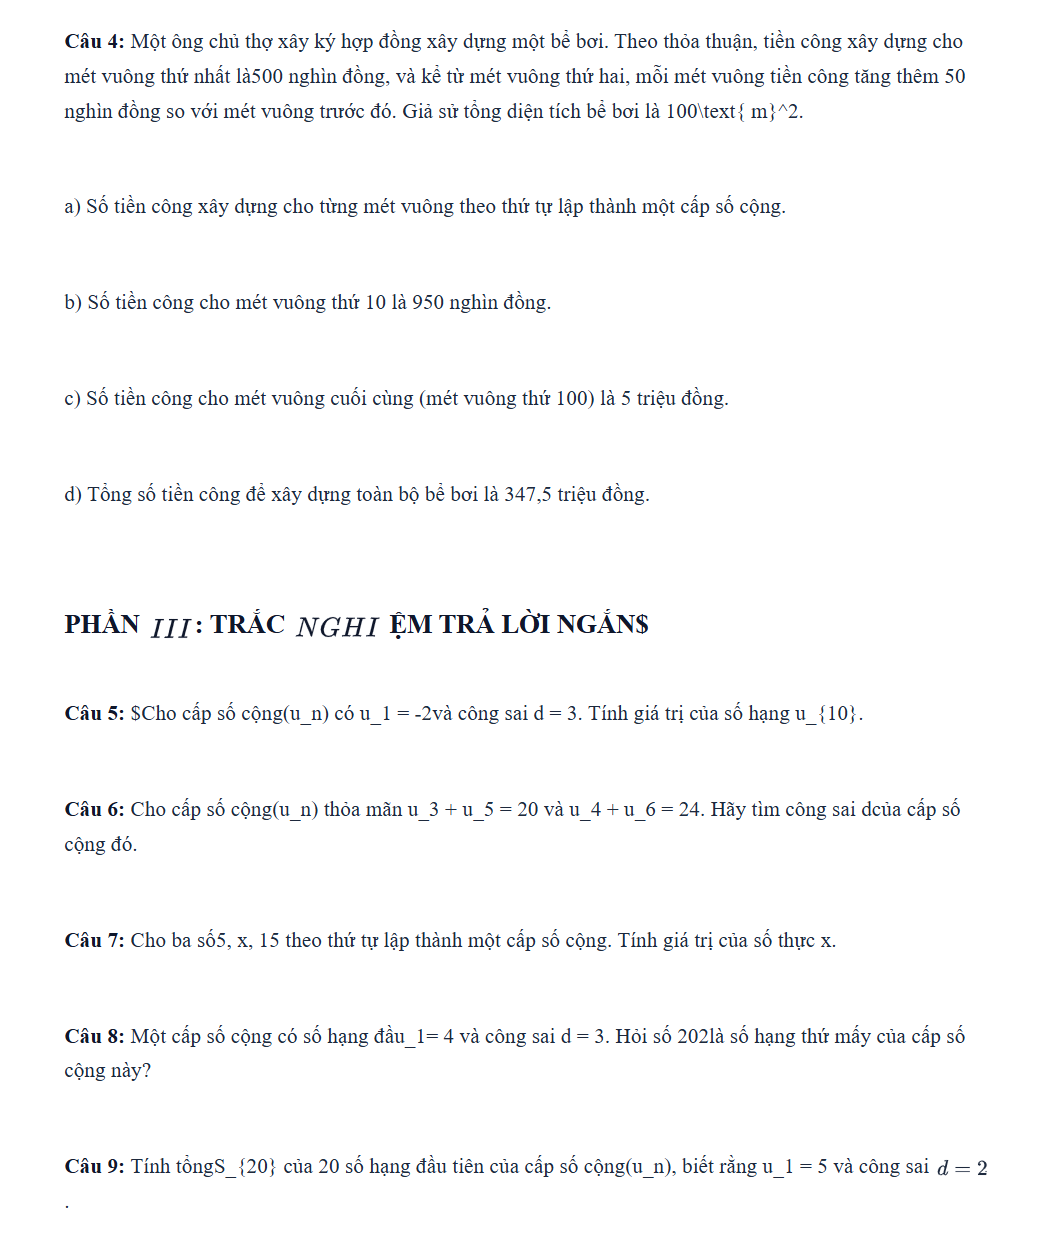 Câu 4: Một ông chủ thợ xây ký hợp đồng xây dựng một bể bơi. Theo thỏa thuận, tiền công xây dựng cho
mét vuông thứ nhất là500 nghìn đồng, và kể từ mét vuông thứ hai, mỗi mét vuông tiền công tăng thêm 50
nghìn đồng so với mét vuông trước đó. Giả sử tổng diện tích bể bơi là 100\text{ m}^2.
a) Số tiền công xây dựng cho từng mét vuông theo thứ tự lập thành một cấp số cộng.
b) Số tiền công cho mét vuông thứ 10 là 950 nghìn đồng.
c) Số tiền công cho mét vuông cuối cùng (mét vuông thứ 100) là 5 triệu đồng.
d) Tổng số tiền công để xây dựng toàn bộ bể bơi là 347,5 triệu đồng.
PHẦN III: TRẮC NGHI ỆM TRẢ LỜI NGẮN$
Câu 5: $Cho cấp số cộng(u_n) có u_1 = -2và công sai d = 3. Tính giá trị của số hạng u_{10}.
Câu 6: Cho cấp số cộng(u_n) thỏa mãn u_3 + u_5 = 20 và u_4 + u_6 = 24. Hãy tìm công sai dcủa cấp số
cộng đó.
Câu 7: Cho ba số5, x, 15 theo thứ tự lập thành một cấp số cộng. Tính giá trị của số thực x.
Câu 8: Một cấp số cộng có số hạng đầu_1= 4 và công sai d = 3. Hỏi số 202là số hạng thứ mấy của cấp số
cộng này?
Câu 9: Tính tổngS_{20} của 20 số hạng đầu tiên của cấp số cộng(u_n), biết rằng u_1 = 5 và công sai d = 2
.